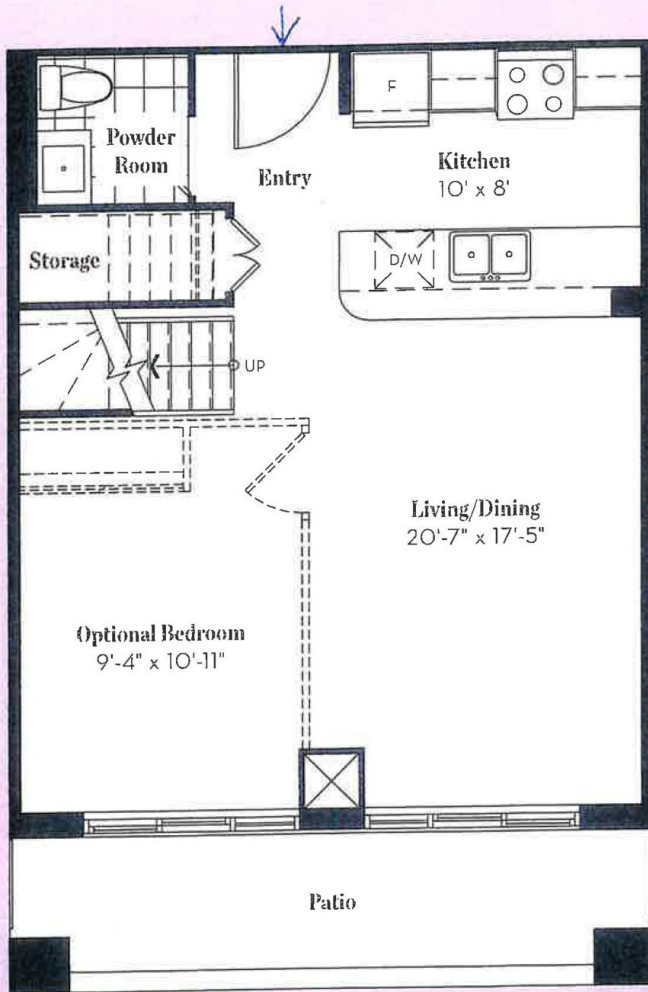 Powder
Room
Entry
F
Kitchen
10' x 8'
Storage
D/W
UP
Living/Dining
20'-7" x 17'-5"
Optional Bedroom
9'-4" x 10'-11"
Patio